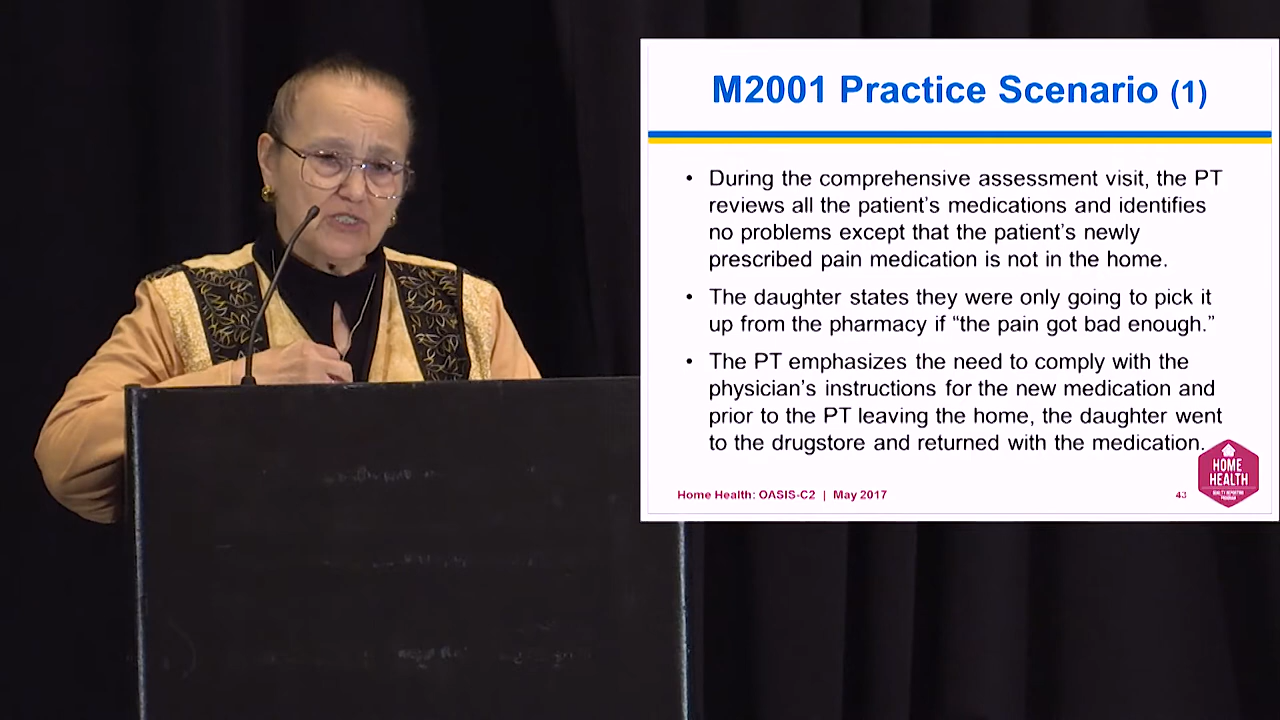 M2001 Practice Scenario (1)
• During the comprehensive assessment visit, the PT
reviews all the patient's medications and identifies
no problems except that the patient's newly
prescribed pain medication is not in the home.
• The daughter states they were only going to pick it
up from the pharmacy if “the pain got bad enough.”
• The PT emphasizes the need to comply with the
physician's instructions for the new medication and
prior to the PT leaving the home, the daughter went
to the drugstore and returned with the medication.
HOME
HEALTH
QUALITY REPORTING
PROGRAM
Home Health: OASIS-C2 | May 2017
43